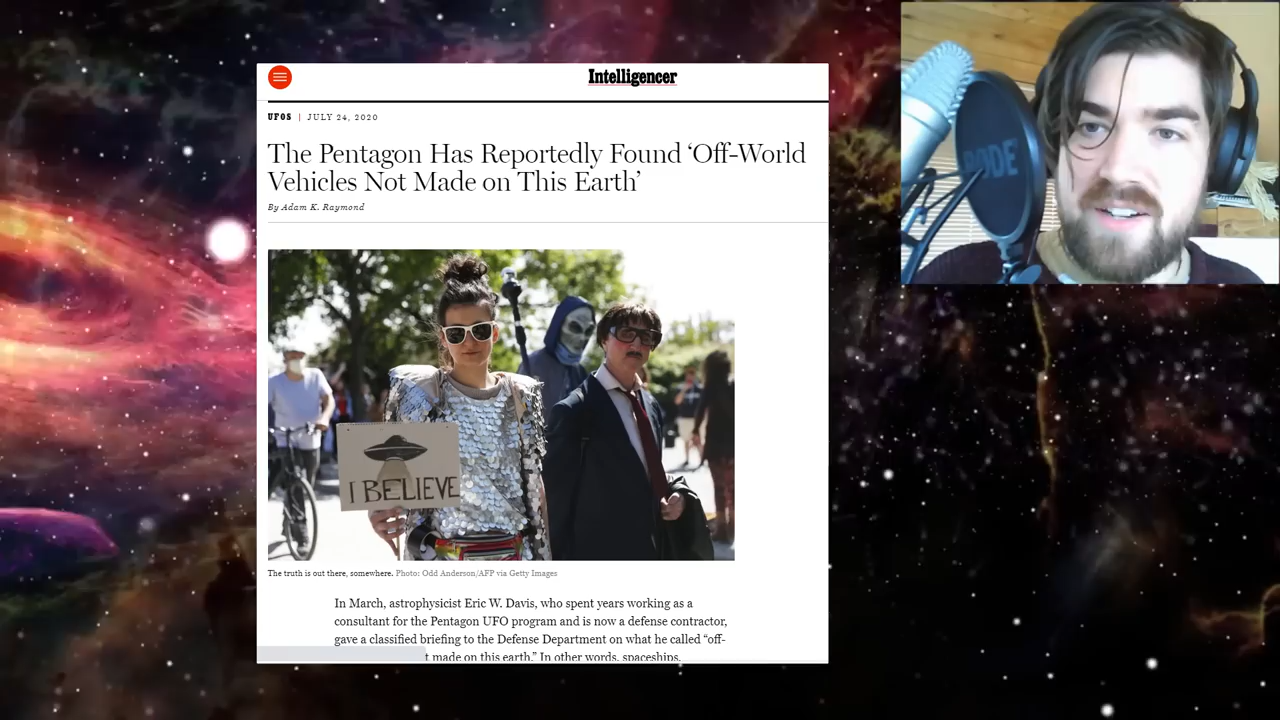 Intelligencer
UFOS | JULY 24, 2020
The Pentagon Has Reportedly Found ‘Off-World
Vehicles Not Made on This Earth’
By Adam K. Raymond
I BELIEVE
The truth is out there, somewhere. Photo: Odd Anderson/AFP via Getty Images
In March, astrophysicist Eric W. Davis, who spent years working as a
consultant for the Pentagon UFO program and is now a defense contractor,
gave a classified briefing to the Defense Department on what he called “off-
t made on this earth.” In other words, spaceships.
RODE